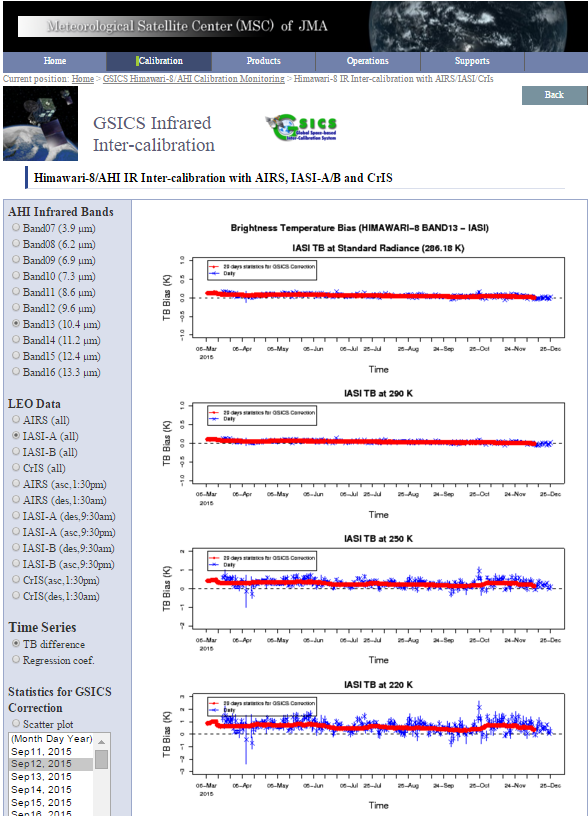 Meteorological Satellite Center (MSC) of JMA
Home Calibration Products Operations Supports
Current position: Home > GSICS Himawari-8/AHI Calibration Monitoring > Himawari-8 IR Inter-calibration with AIRS/IASI/CrIs
Back
GSICS Infrared
Inter-calibration
GSICS
Global Space-based
Inter-Calibration System
Himawari-8/AHI IR Inter-calibration with AIRS, IASI-A/B and CrIS
AHI Infrared Bands
Band07 (3.9 μm)
Band08 (6.2 μm)
Band09 (6.9 μm)
Band10 (7.3 μm)
Band11 (8.6 μm)
Band12 (9.6 μm)
Band13 (10.4 μm)
Band14 (11.2 μm)
Band15 (12.4 μm)
Band16 (13.3 μm)
LEO Data
AIRS (all)
IASI-A (all)
IASI-B (all)
CrIS (all)
AIRS (asc,1:30pm)
AIRS (des,1:30am)
IASI-A (des,9:30am)
IASI-A (asc,9:30pm)
IASI-B (des,9:30am)
IASI-B (asc,9:30pm)
CrIS(asc,1:30pm)
CrIS(des,1:30am)
Time Series
TB difference
Regression coef.
Statistics for GSICS
Correction
Scatter plot
(Month Day Year)
Sep11, 2015
Sep12, 2015
Sep13, 2015
Sep14, 2015
Sep15, 2015
Sep16, 2015
Brightness Temperature Bias (HIMAWARI-8 BAND13 - IASI)
IASI TB at Standard Radiance (286.18 K)
29 days statistics for GSICS Correction
Daily
TB Bias (K)
1.0
0.5
0.0
-0.5
-1.0
06-Mar 05-Apr 05-May 05-Jun 06-Jul 25-Jul 25-Aug 24-Sep 25-Oct 24-Nov 25-Dec
2015
Time
IASI TB at 290 K
29 days statistics for GSICS Correction
Daily
TB Bias (K)
1.0
0.5
0.0
-0.5
-1.0
06-Mar 05-Apr 05-May 05-Jun 06-Jul 25-Jul 25-Aug 24-Sep 25-Oct 24-Nov 25-Dec
2015
Time
IASI TB at 250 K
29 days statistics for GSICS Correction
Daily
TB Bias (K)
2
1
0
-1
-2
06-Mar 05-Apr 05-May 05-Jun 06-Jul 25-Jul 25-Aug 24-Sep 25-Oct 24-Nov 25-Dec
2015
Time
IASI TB at 220 K
29 days statistics for GSICS Correction
Daily
TB Bias (K)
3
2
1
0
-1
-2
-3
06-Mar 05-Apr 05-May 05-Jun 06-Jul 25-Jul 25-Aug 24-Sep 25-Oct 24-Nov 25-Dec
2015
Time